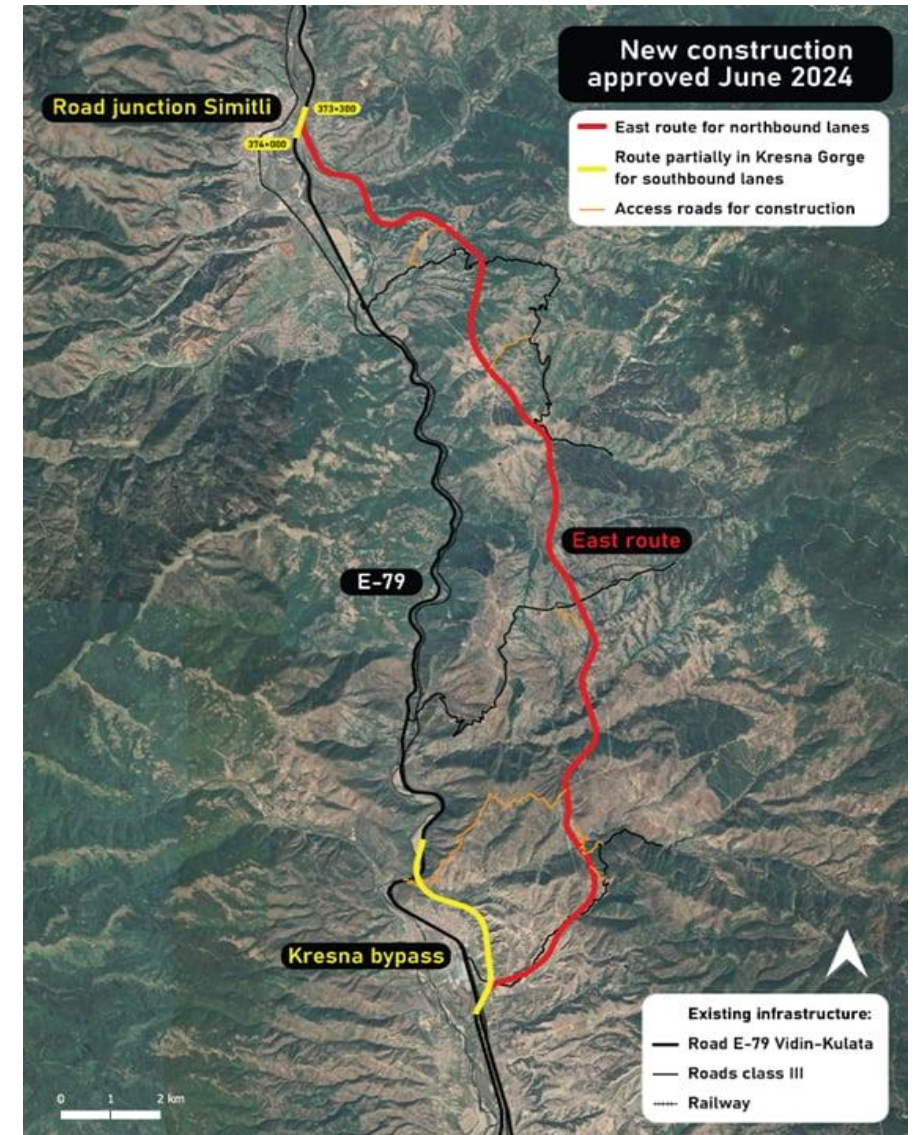 New construction
approved June 2024
East route for northbound lanes
Route partially in Kresna Gorge
for southbound lanes
Access roads for construction
Road junction Simitli
373+300
374+000
East route
E-79
Kresna bypass
Existing infrastructure:
Road E-79 Vidin-Kulata
Roads class III
Railway
0 1 2 km